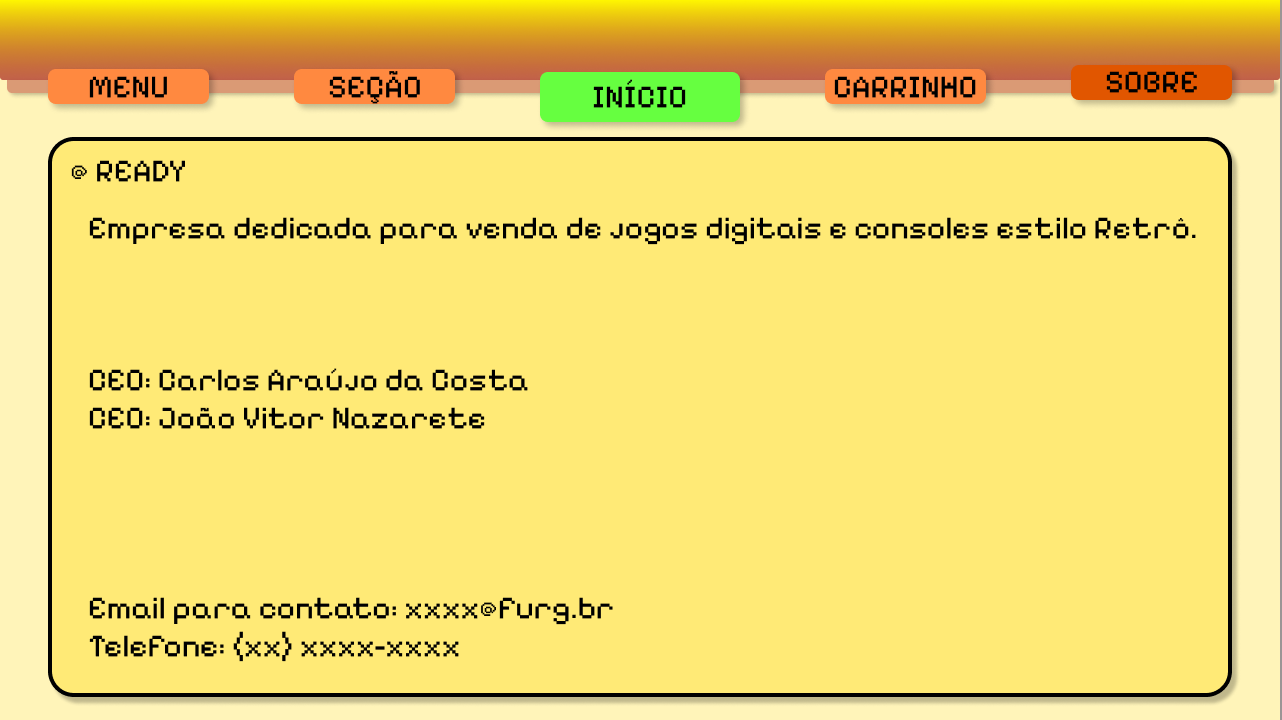 MENU
SEÇÃO
INÍCIO
CARRINHO
SOBRE
@ READY
Empresa dedicada para venda de jogos digitais e consoles estilo Retrô.
CEO: Carlos Araújo da Costa
CEO: João Vitor Nazarete
Email para contato: xxxx@furg.br
Telefone: (xx) xxxx-xxxx